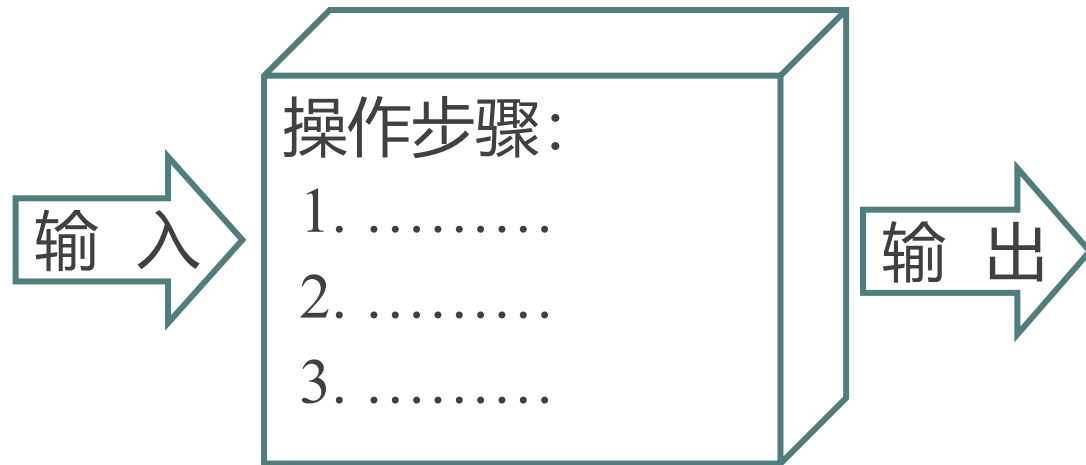 操作步骤：
1. ………
2. ………
3. ………
输 入
输 出